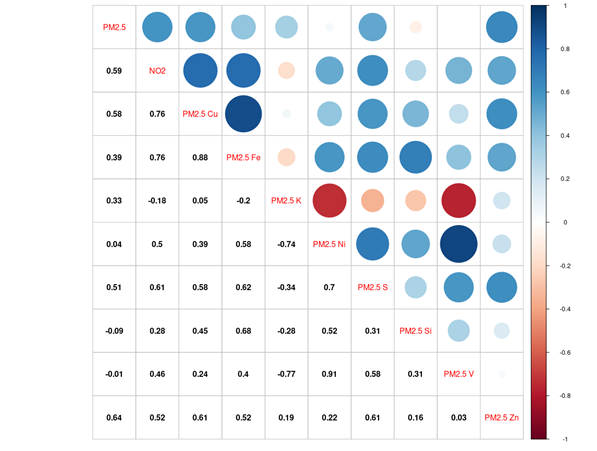 PM2.5
0.59 NO2
0.58 0.76 PM2.5 Cu
0.39 0.76 0.88 PM2.5 Fe
0.33 -0.18 0.05 -0.2 PM2.5 K
0.04 0.5 0.39 0.58 -0.74 PM2.5 Ni
0.51 0.61 0.58 0.62 -0.34 0.7 PM2.5 S
-0.09 0.28 0.45 0.68 -0.28 0.52 0.31 PM2.5 Si
-0.01 0.46 0.24 0.4 -0.77 0.91 0.58 0.31 PM2.5 V
0.64 0.52 0.61 0.52 0.19 0.22 0.61 0.16 0.03 PM2.5 Zn
1
0.8
0.6
0.4
0.2
0
-0.2
-0.4
-0.6
-0.8
-1